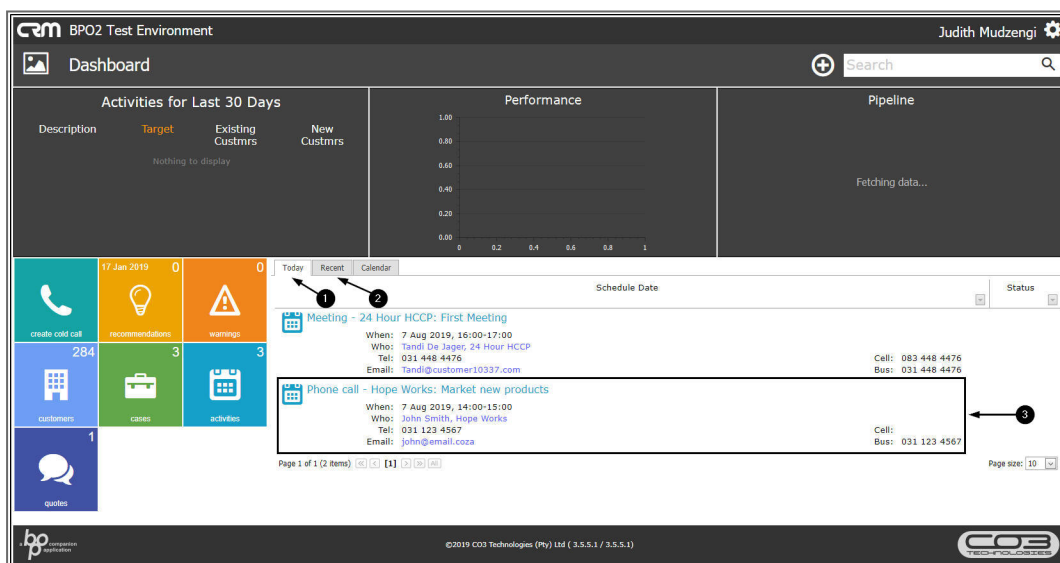 CRM BPO2 Test Environment
Judith Mudzengi
Dashboard
Search
Activities for Last 30 Days
Description Target Existing Custmrs New Custmrs
Nothing to display
Performance
1.00
0.80
0.60
0.40
0.20
0.00
0 0.2 0.4 0.6 0.8 1
Pipeline
Fetching data...
create cold call
17 Jan 2019 0
recommendations
0
warnings
284
customers
3
cases
3
activities
1
quotes
Today Recent Calendar
1 2
Schedule Date Status
Meeting - 24 Hour HCCP: First Meeting
When: 7 Aug 2019, 16:00-17:00
Who: Tandi De Jager, 24 Hour HCCP
Tel: 031 448 4476 Cell: 083 448 4476
Email: Tandi@customer10337.com Bus: 031 448 4476
Phone call - Hope Works: Market new products
When: 7 Aug 2019, 14:00-15:00
Who: John Smith, Hope Works
3
Tel: 031 123 4567 Cell:
Email: john@email.coza Bus: 031 123 4567
Page 1 of 1 (2 items) [1] All Page size: 10
a bp companion application
©2019 CO3 Technologies (Pty) Ltd ( 3.5.5.1 / 3.5.5.1)
CO3
TECHNOLOGIES